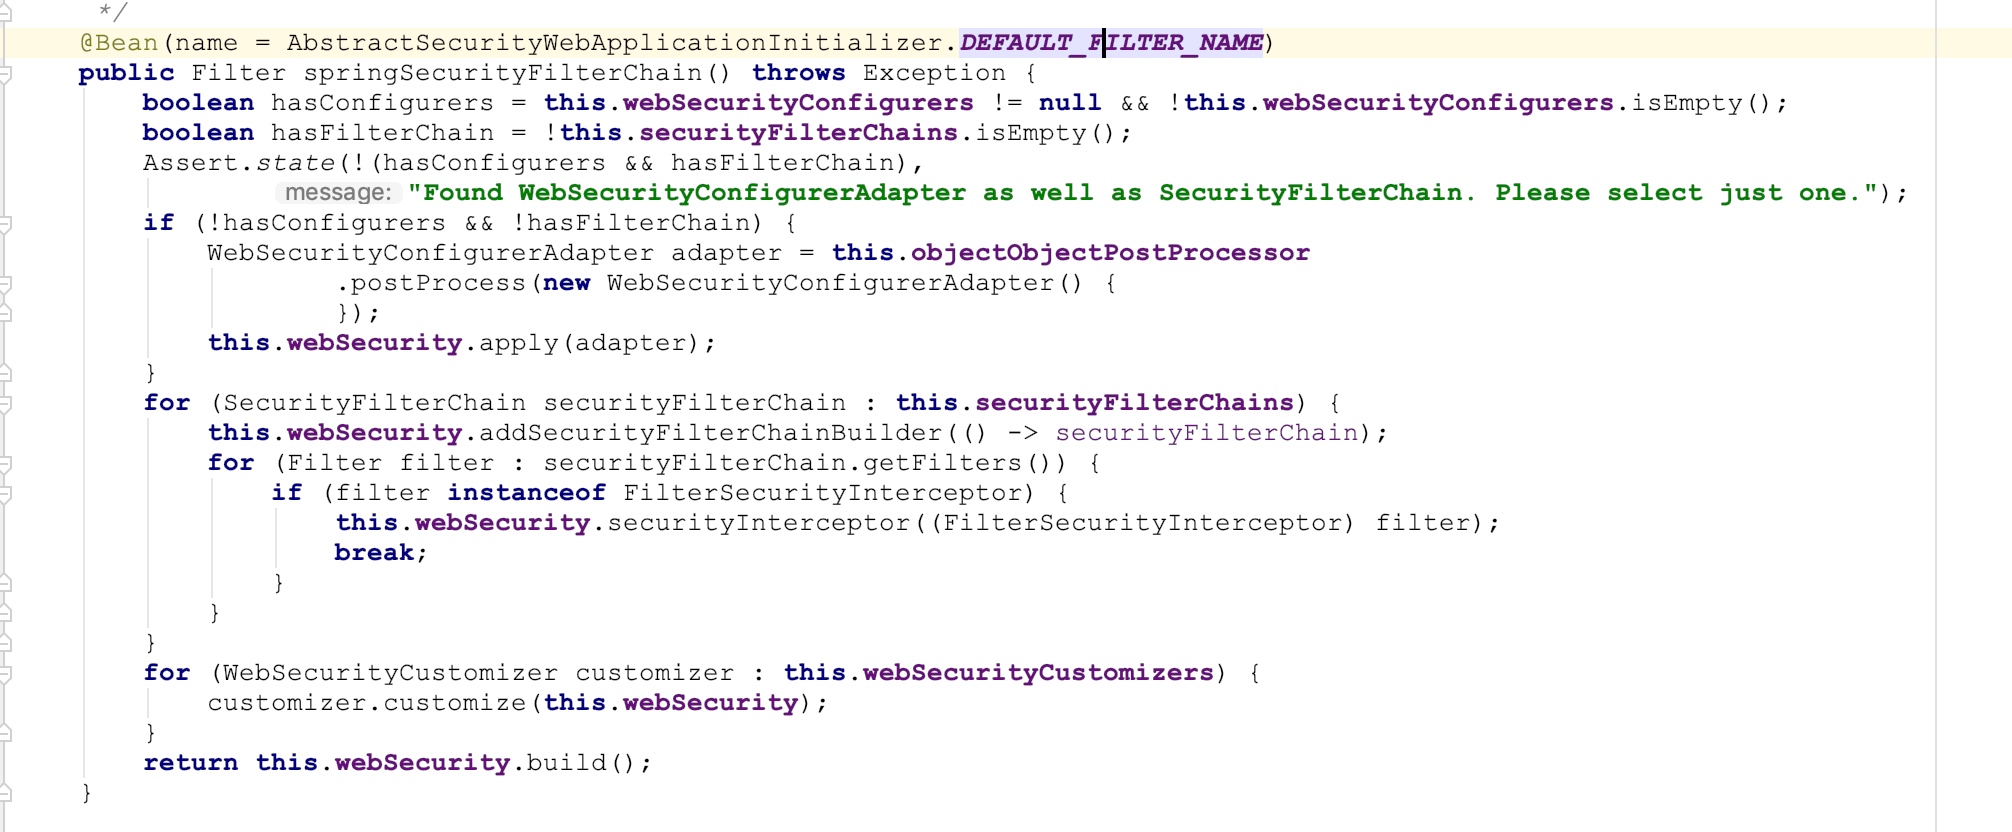 */
@Bean(name = AbstractSecurityWebApplicationInitializer.DEFAULT_FILTER_NAME)
public Filter springSecurityFilterChain() throws Exception {
boolean hasConfigurers = this.webSecurityConfigurers != null && !this.webSecurityConfigurers.isEmpty();
boolean hasFilterChain = !this.securityFilterChains.isEmpty();
Assert.state(!(hasConfigurers && hasFilterChain),
message: "Found WebSecurityConfigurerAdapter as well as SecurityFilterChain. Please select just one.");
if (!hasConfigurers && !hasFilterChain) {
WebSecurityConfigurerAdapter adapter = this.objectObjectPostProcessor
.postProcess(new WebSecurityConfigurerAdapter() {
});
this.webSecurity.apply(adapter);
}
for (SecurityFilterChain securityFilterChain : this.securityFilterChains) {
this.webSecurity.addSecurityFilterChainBuilder(() -> securityFilterChain);
for (Filter filter : securityFilterChain.getFilters()) {
if (filter instanceof FilterSecurityInterceptor) {
this.webSecurity.securityInterceptor((FilterSecurityInterceptor) filter);
break;
}
}
}
for (WebSecurityCustomizer customizer : this.webSecurityCustomizers) {
customizer.customize(this.webSecurity);
}
return this.webSecurity.build();
}